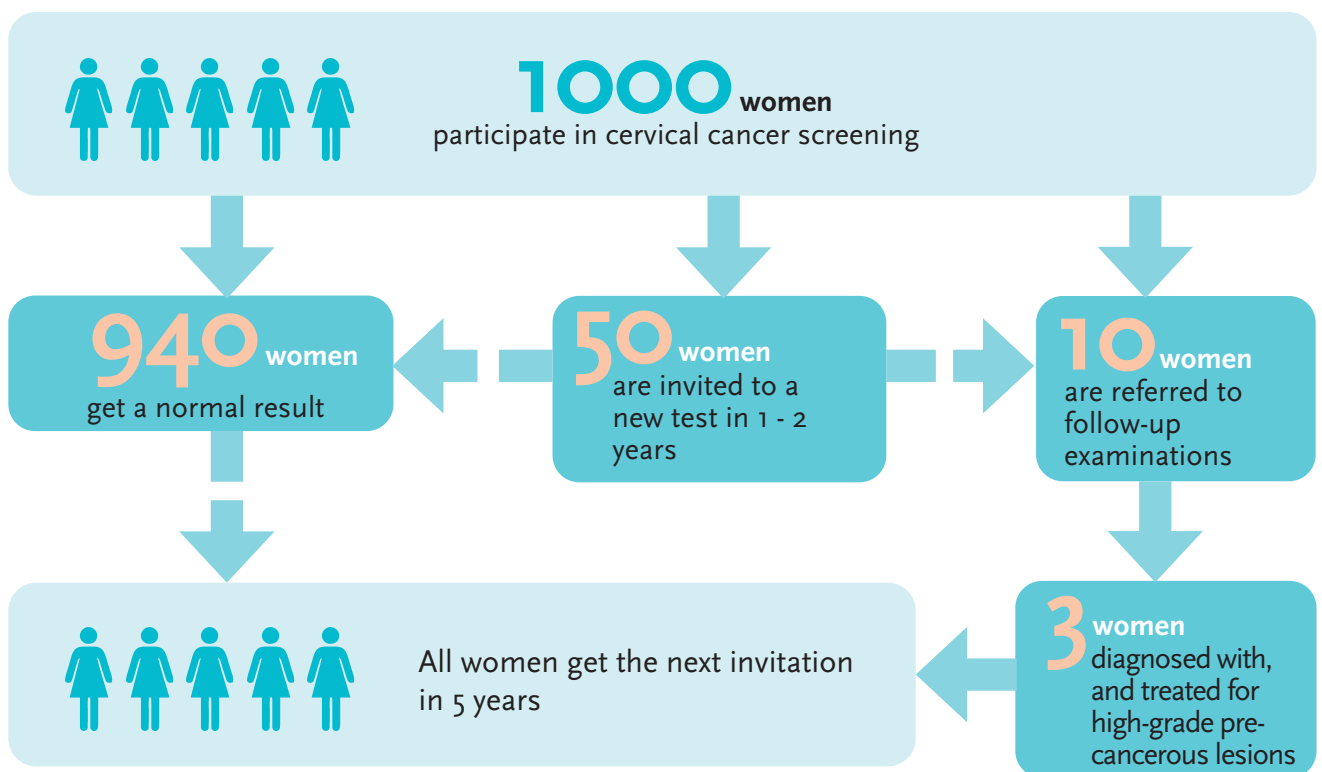 1000 women
participate in cervical cancer screening
940 women
get a normal result
50 women
are invited to a
new test in 1 - 2
years
10 women
are referred to
follow-up
examinations
All women get the next invitation
in 5 years
3 women
diagnosed with,
and treated for
high-grade pre-
cancerous lesions